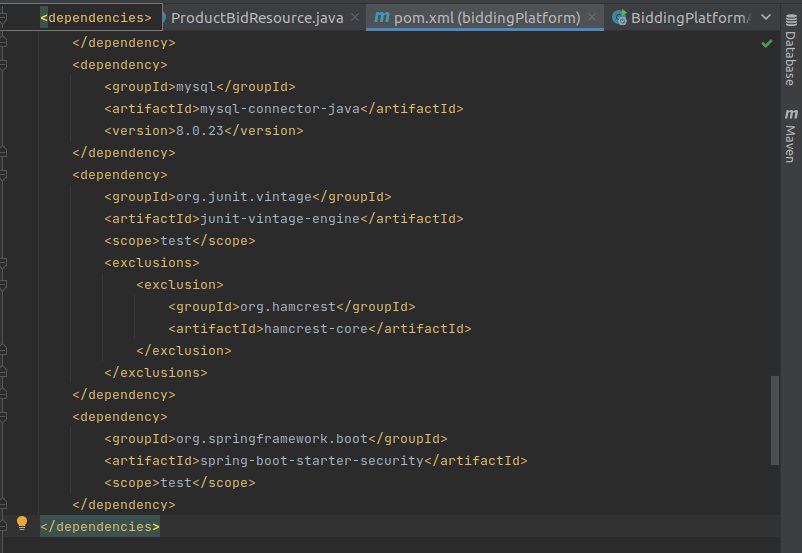 <dependencies>
ProductBidResource.java
m pom.xml (biddingPlatform)
BiddingPlatform
</dependency>
<dependency>
<groupId>mysql</groupId>
<artifactId>mysql-connector-java</artifactId>
<version>8.0.23</version>
</dependency>
<dependency>
<groupId>org.junit.vintage</groupId>
<artifactId>junit-vintage-engine</artifactId>
<scope>test</scope>
<exclusions>
<exclusion>
<groupId>org.hamcrest</groupId>
<artifactId>hamcrest-core</artifactId>
</exclusion>
</exclusions>
</dependency>
<dependency>
<groupId>org.springframework.boot</groupId>
<artifactId>spring-boot-starter-security</artifactId>
<scope>test</scope>
</dependency>
</dependencies>
Database
m Maven